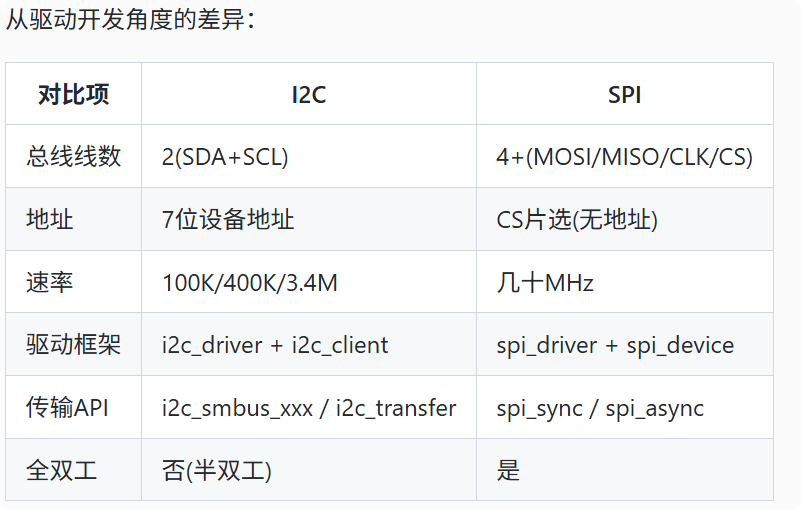 从驱动开发角度的差异：
对比项 I2C SPI
总线线数 2(SDA+SCL) 4+(MOSI/MISO/CLK/CS)
地址 7位设备地址 CS片选(无地址)
速率 100K/400K/3.4M 几十MHz
驱动框架 i2c_driver + i2c_client spi_driver + spi_device
传输API i2c_smbus_xxx / i2c_transfer spi_sync / spi_async
全双工 否(半双工) 是